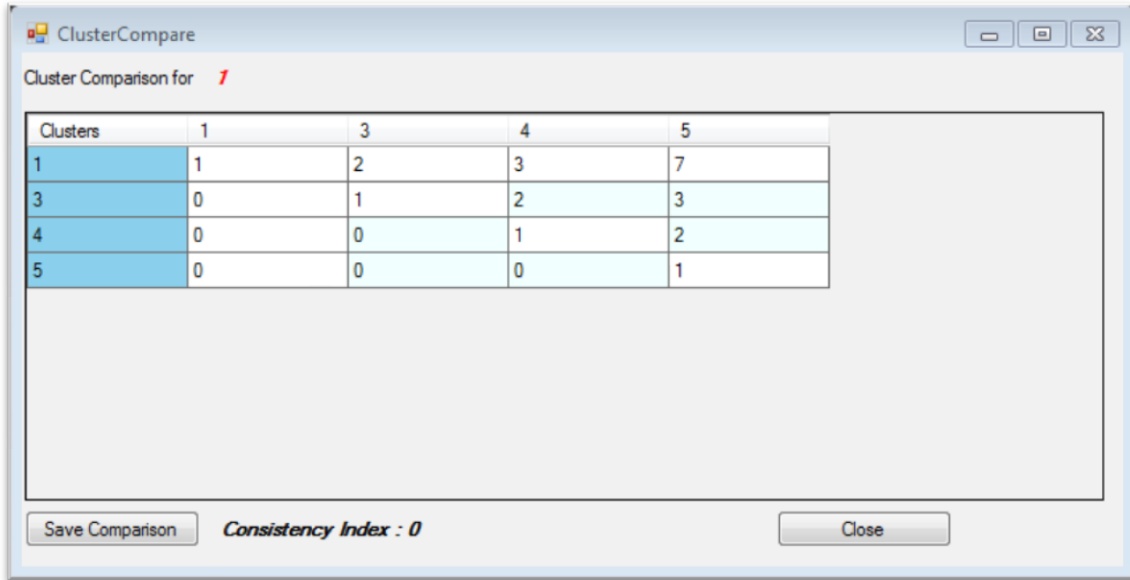 ClusterCompare
Cluster Comparison for 1
Clusters 1 3 4 5
1 1 2 3 7
3 0 1 2 3
4 0 0 1 2
5 0 0 0 1
Save Comparison Consistency Index : 0 Close